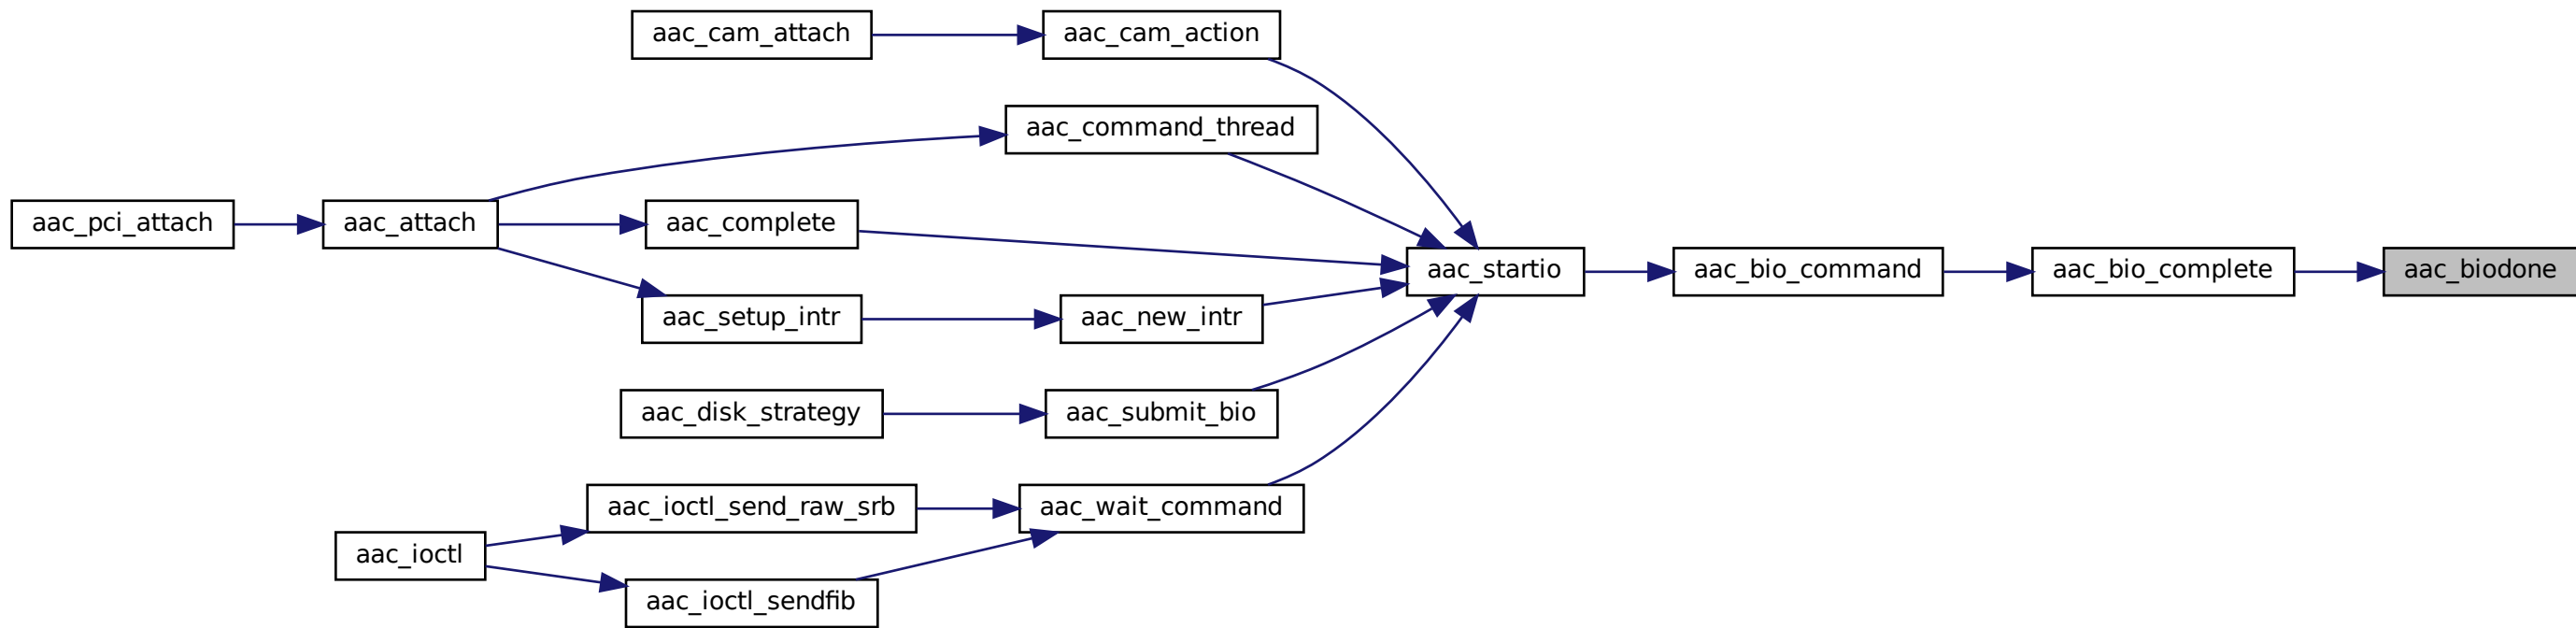 aac_cam_attach
aac_cam_action
aac_command_thread
aac_pci_attach
aac_attach
aac_complete
aac_startio
aac_bio_command
aac_bio_complete
aac_biodone
aac_setup_intr
aac_new_intr
aac_disk_strategy
aac_submit_bio
aac_ioctl_send_raw_srb
aac_wait_command
aac_ioctl
aac_ioctl_sendfib